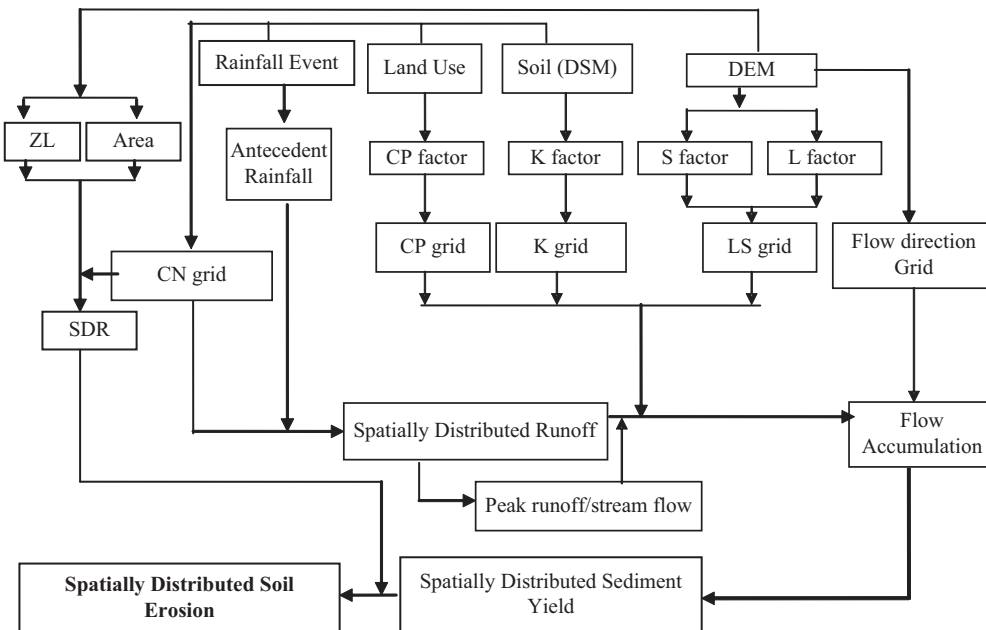 Rainfall Event
Land Use
Soil (DSM)
DEM
ZL
Area
Antecedent
Rainfall
CP factor
K factor
S factor
L factor
CP grid
K grid
LS grid
Flow direction
Grid
CN grid
SDR
Spatially Distributed Runoff
Flow
Accumulation
Peak runoff/stream flow
Spatially Distributed Soil
Erosion
Spatially Distributed Sediment
Yield